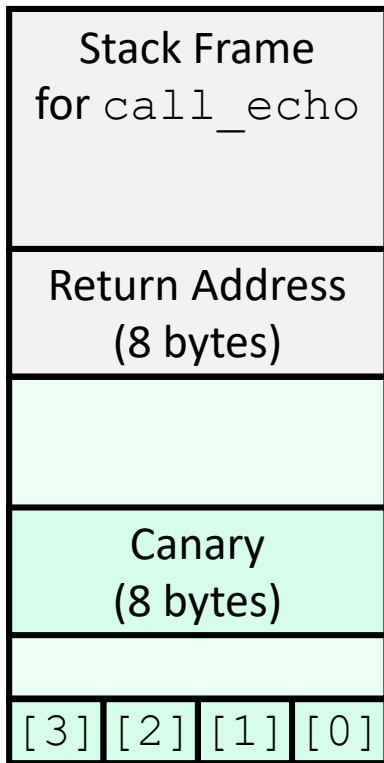 Stack Frame
for call_echo
Return Address
(8 bytes)
Canary
(8 bytes)
[3] [2] [1] [0]